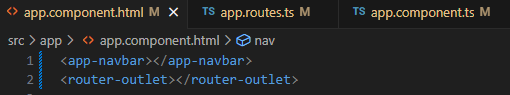 <> app.component.html M × TS app.routes.ts M TS app.component.ts M
src > app > <> app.component.html > nav
1 <app-navbar></app-navbar>
2 <router-outlet></router-outlet>